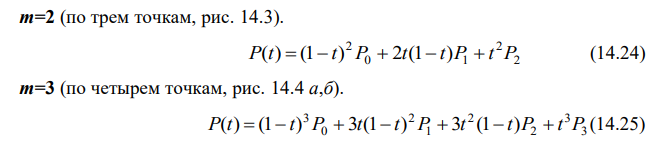 m=2 (по трем точкам, рис. 14.3).
P(t) = (1 − t)² P₀ + 2t(1 − t)P₁ + t² P₂ (14.24)
m=3 (по четырем точкам, рис. 14.4 а,б).
P(t) = (1 − t)³ P₀ + 3t(1 − t)² P₁ + 3t² (1 − t)P₂ + t³ P₃ (14.25)